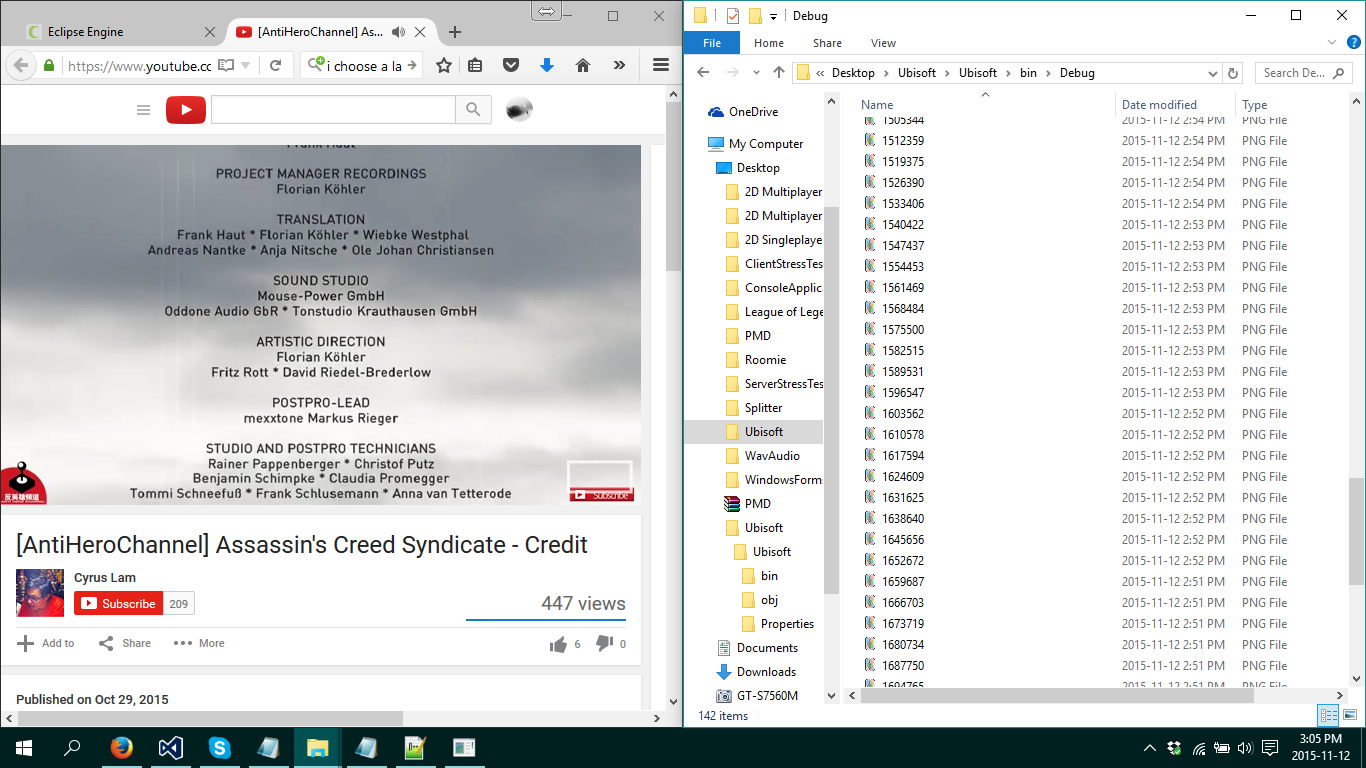 Eclipse Engine
[AntiHeroChannel] As...
https://www.youtube.cc
i choose a la
Frank Haut
PROJECT MANAGER RECORDINGS
Florian Köhler
TRANSLATION
Frank Haut * Florian Köhler * Wiebke Westphal
Andreas Nantke * Anja Nitsche * Ole Johan Christiansen
SOUND STUDIO
Mouse-Power GmbH
Oddone Audio GbR * Tonstudio Krauthausen GmbH
ARTISTIC DIRECTION
Florian Köhler
Fritz Rott * David Riedel-Brederlow
POSTPRO-LEAD
mexxtone Markus Rieger
STUDIO AND POSTPRO TECHNICIANS
Rainer Pappenberger * Christof Putz
Benjamin Schimpke * Claudia Promegger
Tommi Schneefuß * Frank Schlusemann * Anna van Tetterode
反英雄頻道
Subscribe
[AntiHeroChannel] Assassin's Creed Syndicate - Credit
Cyrus Lam
Subscribe 209
447 views
Add to Share More 6 0
Published on Oct 29, 2015
Debug
File Home Share View
« Desktop Ubisoft Ubisoft bin Debug
Search De...
OneDrive
My Computer
Desktop
2D Multiplayer
2D Multiplayer
2D Singleplaye
ClientStressTes
ConsoleApplic
League of Lege
PMD
Roomie
ServerStressTes
Splitter
Ubisoft
WavAudio
WindowsForm
PMD
Ubisoft
Ubisoft
bin
obj
Properties
Documents
Downloads
GT-S7560M
Name Date modified Type
1505344 2015-11-12 2:54 PM PNG File
1512359 2015-11-12 2:54 PM PNG File
1519375 2015-11-12 2:54 PM PNG File
1526390 2015-11-12 2:54 PM PNG File
1533406 2015-11-12 2:54 PM PNG File
1540422 2015-11-12 2:53 PM PNG File
1547437 2015-11-12 2:53 PM PNG File
1554453 2015-11-12 2:53 PM PNG File
1561469 2015-11-12 2:53 PM PNG File
1568484 2015-11-12 2:53 PM PNG File
1575500 2015-11-12 2:53 PM PNG File
1582515 2015-11-12 2:53 PM PNG File
1589531 2015-11-12 2:53 PM PNG File
1596547 2015-11-12 2:53 PM PNG File
1603562 2015-11-12 2:52 PM PNG File
1610578 2015-11-12 2:52 PM PNG File
1617594 2015-11-12 2:52 PM PNG File
1624609 2015-11-12 2:52 PM PNG File
1631625 2015-11-12 2:52 PM PNG File
1638640 2015-11-12 2:52 PM PNG File
1645656 2015-11-12 2:52 PM PNG File
1652672 2015-11-12 2:52 PM PNG File
1659687 2015-11-12 2:51 PM PNG File
1666703 2015-11-12 2:51 PM PNG File
1673719 2015-11-12 2:51 PM PNG File
1680734 2015-11-12 2:51 PM PNG File
1687750 2015-11-12 2:51 PM PNG File
1694765 2015-11-12 2:51 PM PNG File
142 items
3:05 PM
2015-11-12